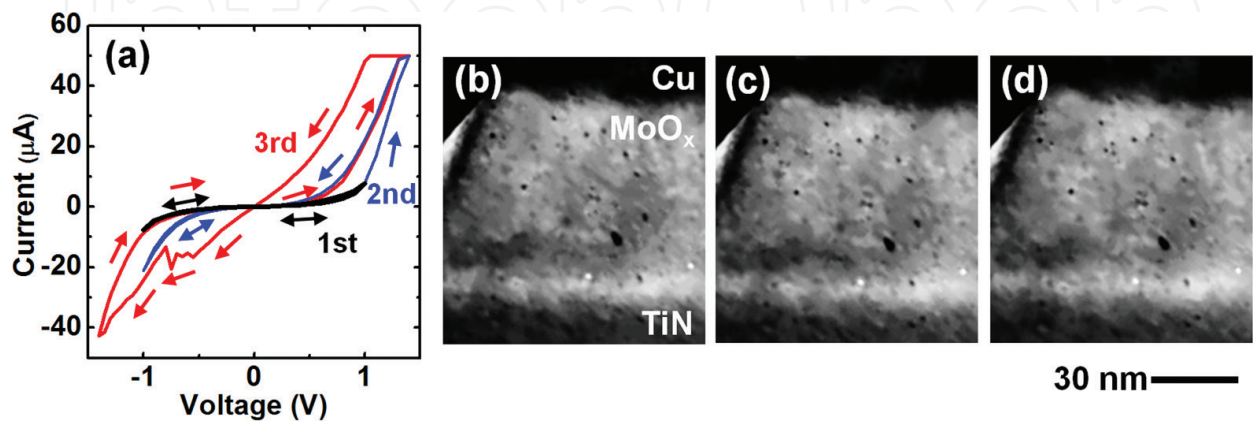 (a)
60
40
20
0
-20
-40
Current (μA)
-1 0 1
Voltage (V)
3rd
2nd
1st
(b)
Cu
MoOₓ
TiN
(c)
(d)
30 nm